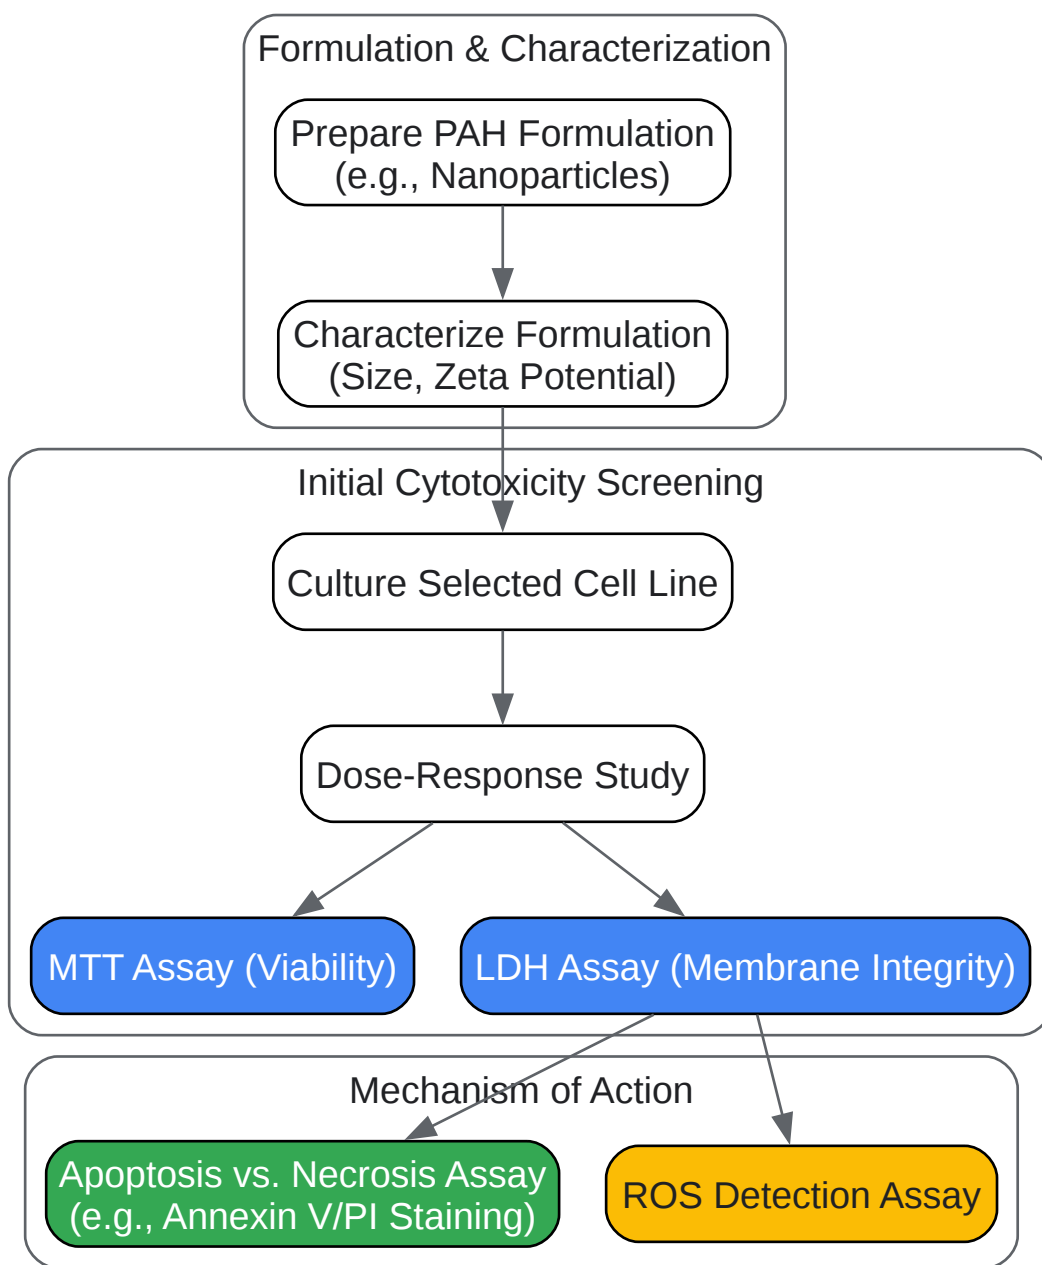 Formulation & Characterization
Prepare PAH Formulation
(e.g., Nanoparticles)
Characterize Formulation
(Size, Zeta Potential)
Initial Cytotoxicity Screening
Culture Selected Cell Line
Dose-Response Study
MTT Assay (Viability)
LDH Assay (Membrane Integrity)
Mechanism of Action
Apoptosis vs. Necrosis Assay
(e.g., Annexin V/PI Staining)
ROS Detection Assay